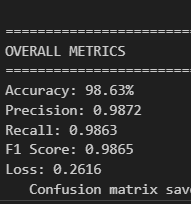 ========================
OVERALL METRICS
========================
Accuracy: 98.63%
Precision: 0.9872
Recall: 0.9863
F1 Score: 0.9865
Loss: 0.2616
Confusion matrix